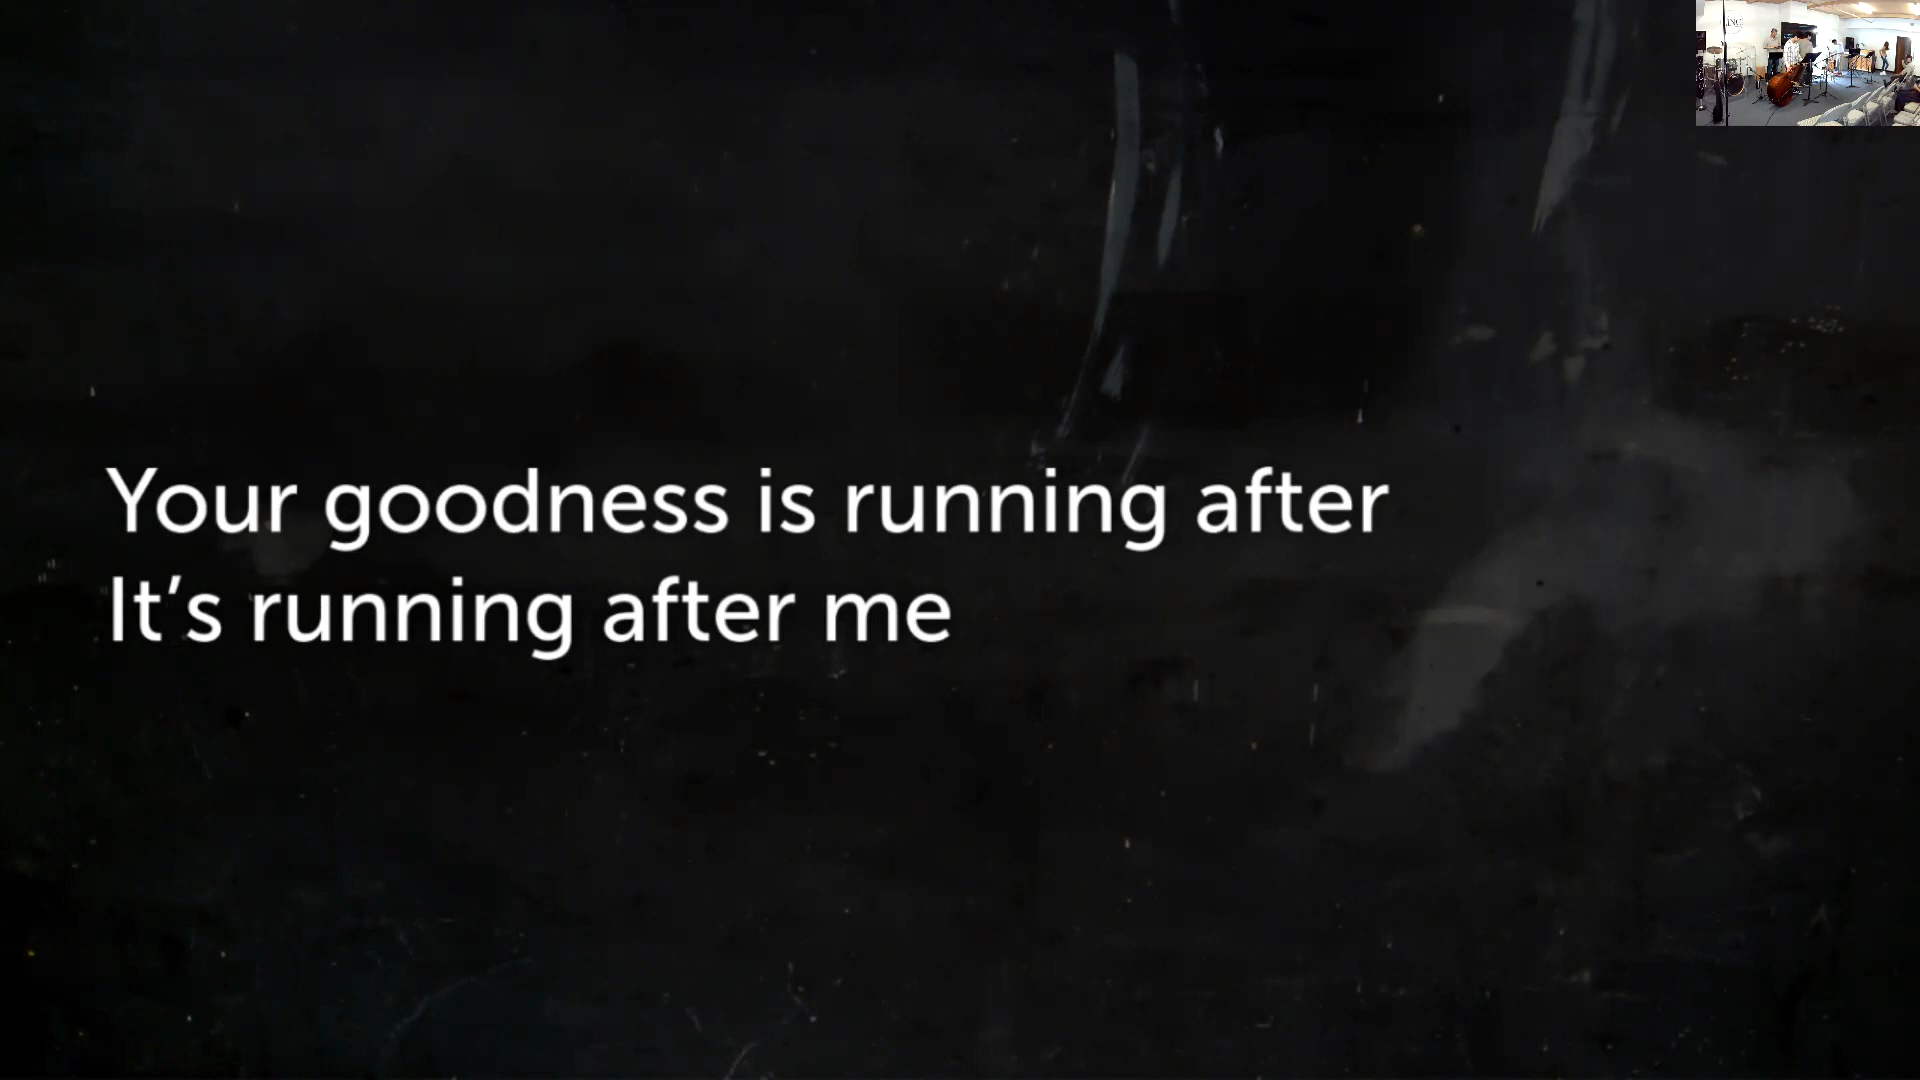 Your goodness is running after
It’s running after me